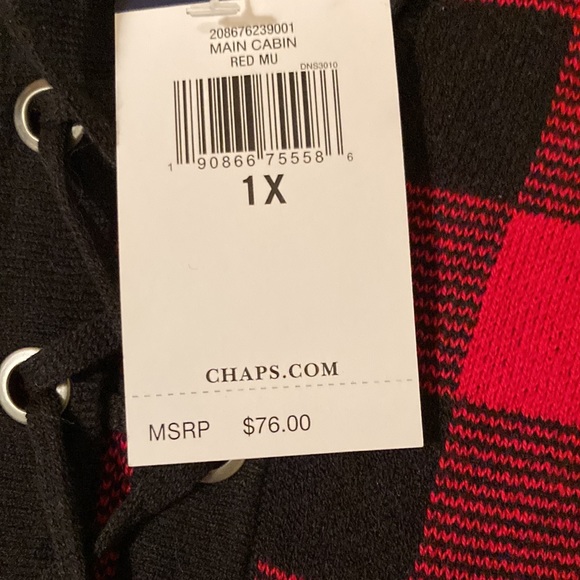 208676239001
MAIN CABIN
RED MU
DNS3010
1 90866 75558 6
1X
CHAPS.COM
MSRP $76.00